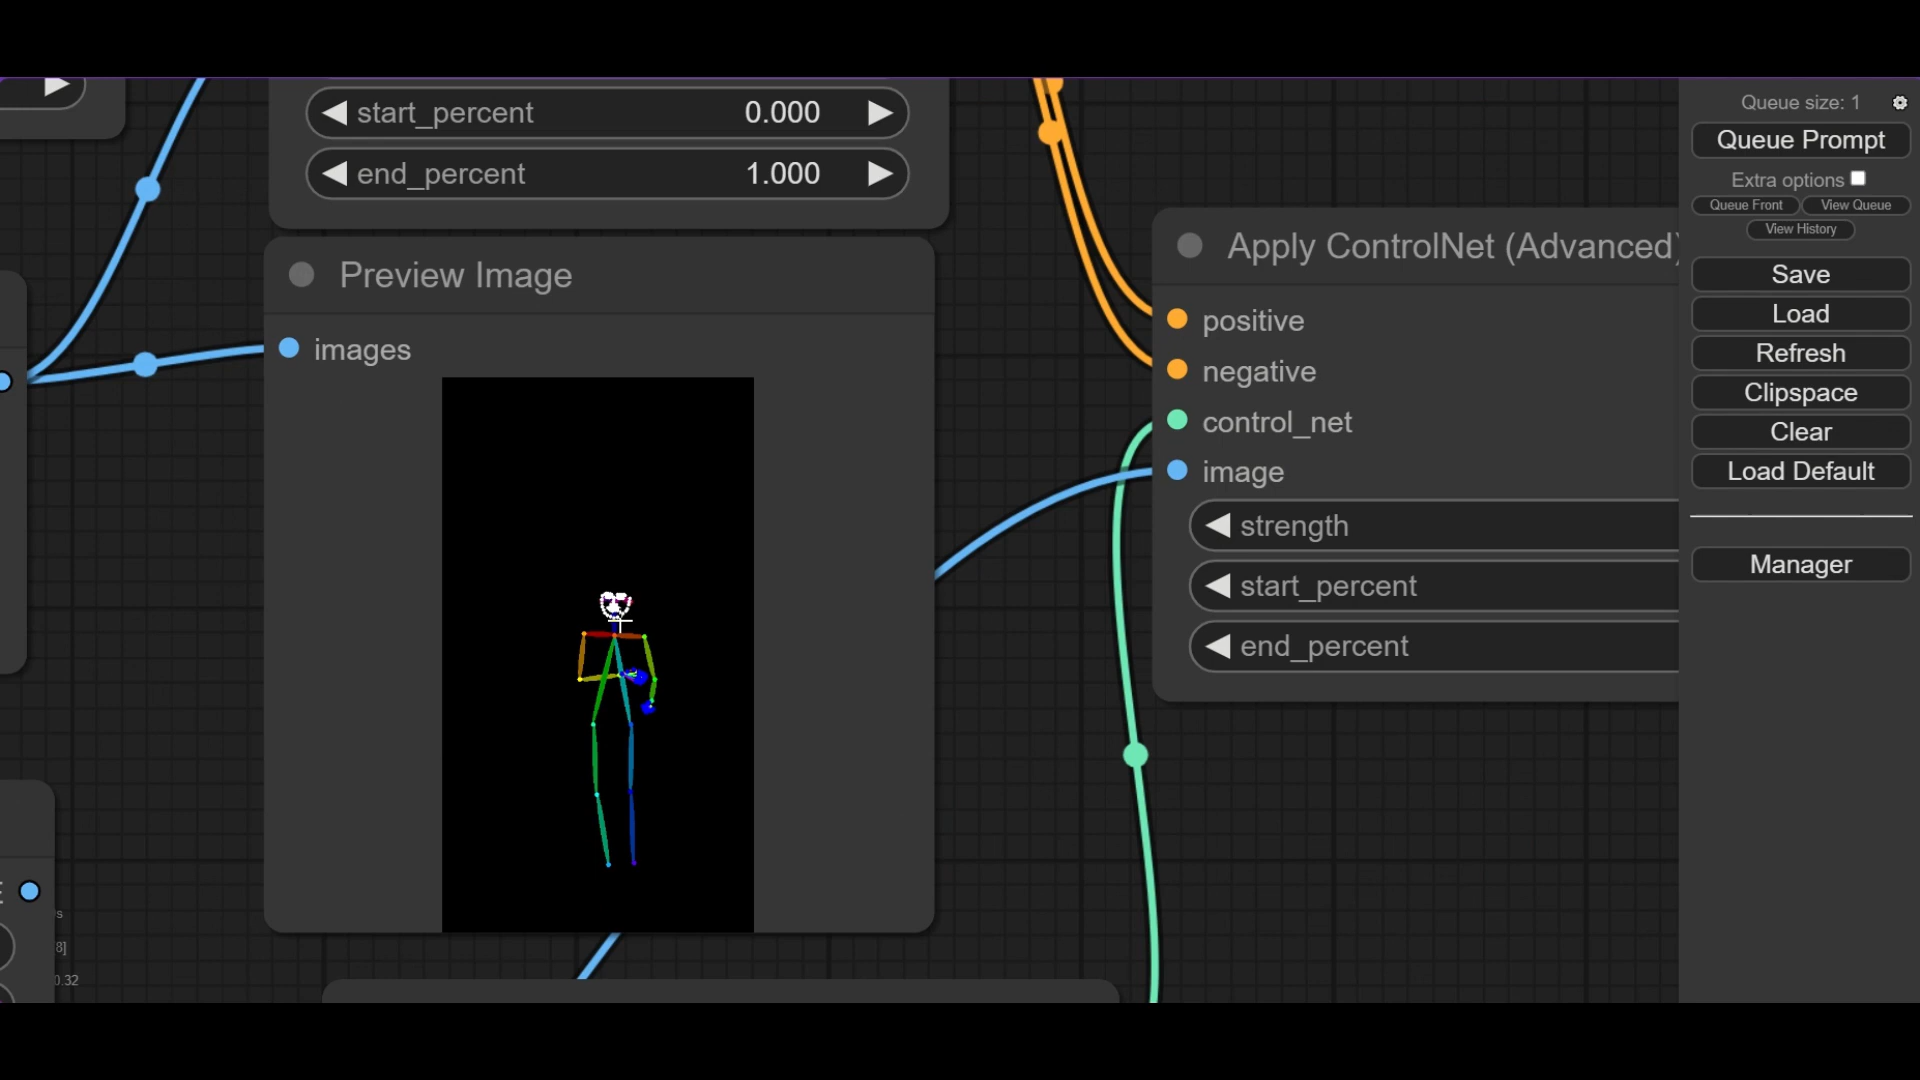 start_percent 0.000
end_percent 1.000
Preview Image
images
Apply ControlNet (Advanced)
positive
negative
control_net
image
strength
start_percent
end_percent
Queue size: 1
Queue Prompt
Extra options
Queue Front View Queue
View History
Save
Load
Refresh
Clipspace
Clear
Load Default
Manager
s
8]
0.32